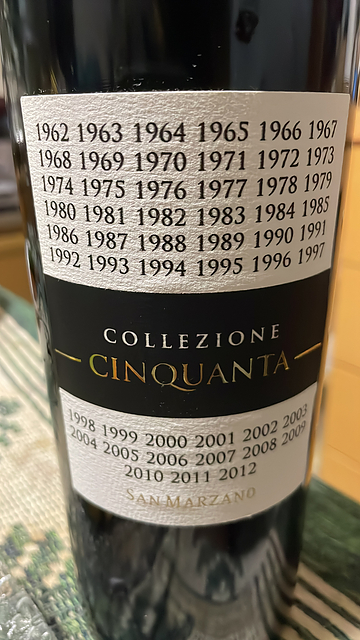 1962 1963 1964 1965 1966 1967
1968 1969 1970 1971 1972 1973
1974 1975 1976 1977 1978 1979
1980 1981 1982 1983 1984 1985
1986 1987 1988 1989 1990 1991
1992 1993 1994 1995 1996 1997
COLLEZIONE
CINQUANTA
1998 1999 2000 2001 2002 2003
2004 2005 2006 2007 2008 2009
2010 2011 2012
SAN MARZANO